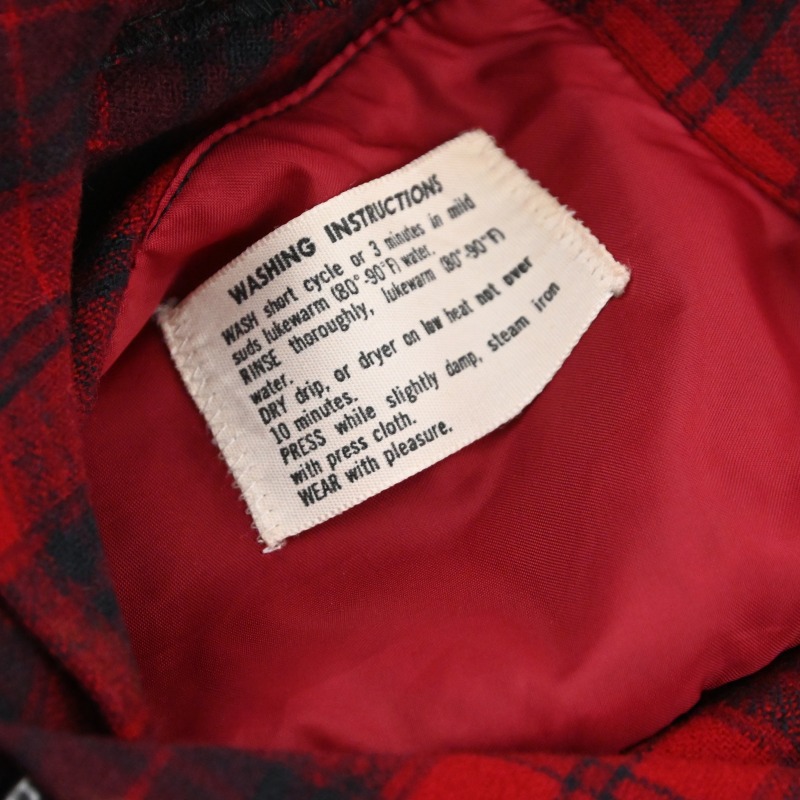 WASHING INSTRUCTIONS
WASH short cycle or 3 minutes in mild
suds lukewarm (80°-90°F) water.
RINSE thoroughly, lukewarm (80°-90°F)
water.
DRY drip, or dryer on low heat not over
10 minutes.
PRESS while slightly damp, steam iron
with press cloth.
WEAR with pleasure.